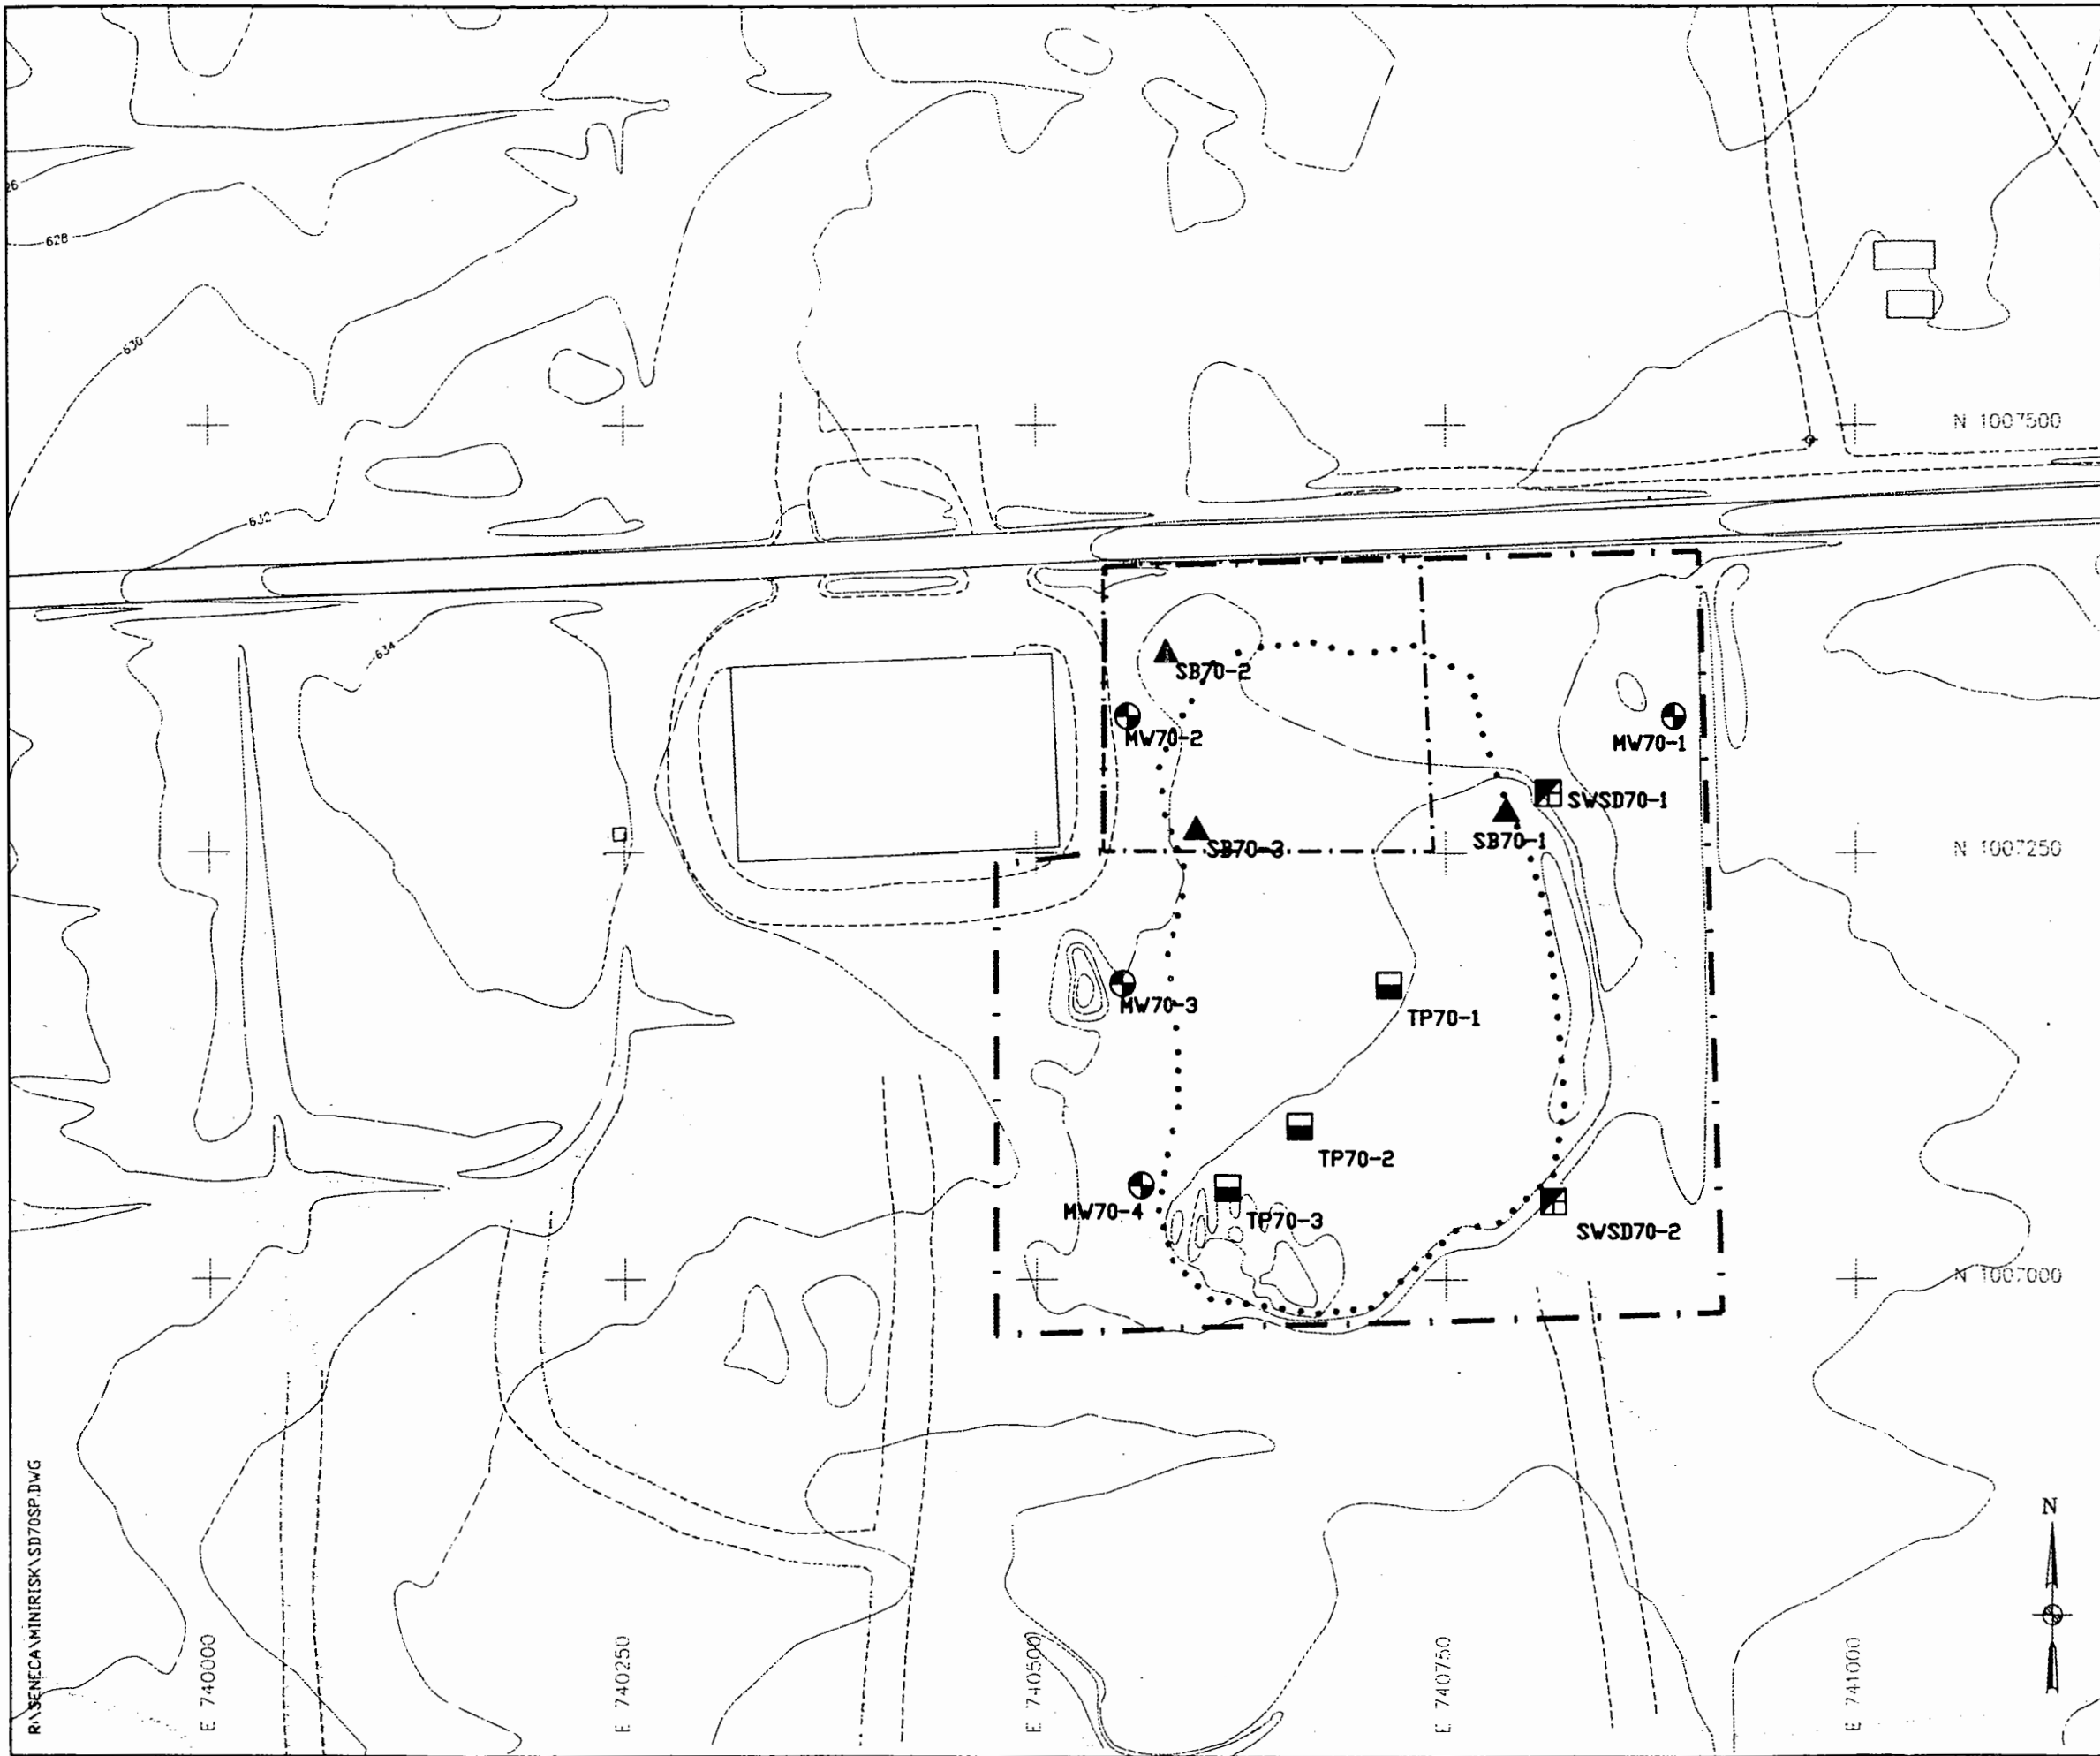 26
628
630
N 1007500
632
634
SB70-2
MW70-2
MW70-1
SWSD70-1
SB70-1
SB70-3
N 1007250
MW70-3
TP70-1
TP70-2
MW70-4
TP70-3
SWSD70-2
N 1007000
R:\SENECA\MINIRISK\SD70SP.DWG
N
E 740000
E 740250
E 740500
E 740750
E 741000